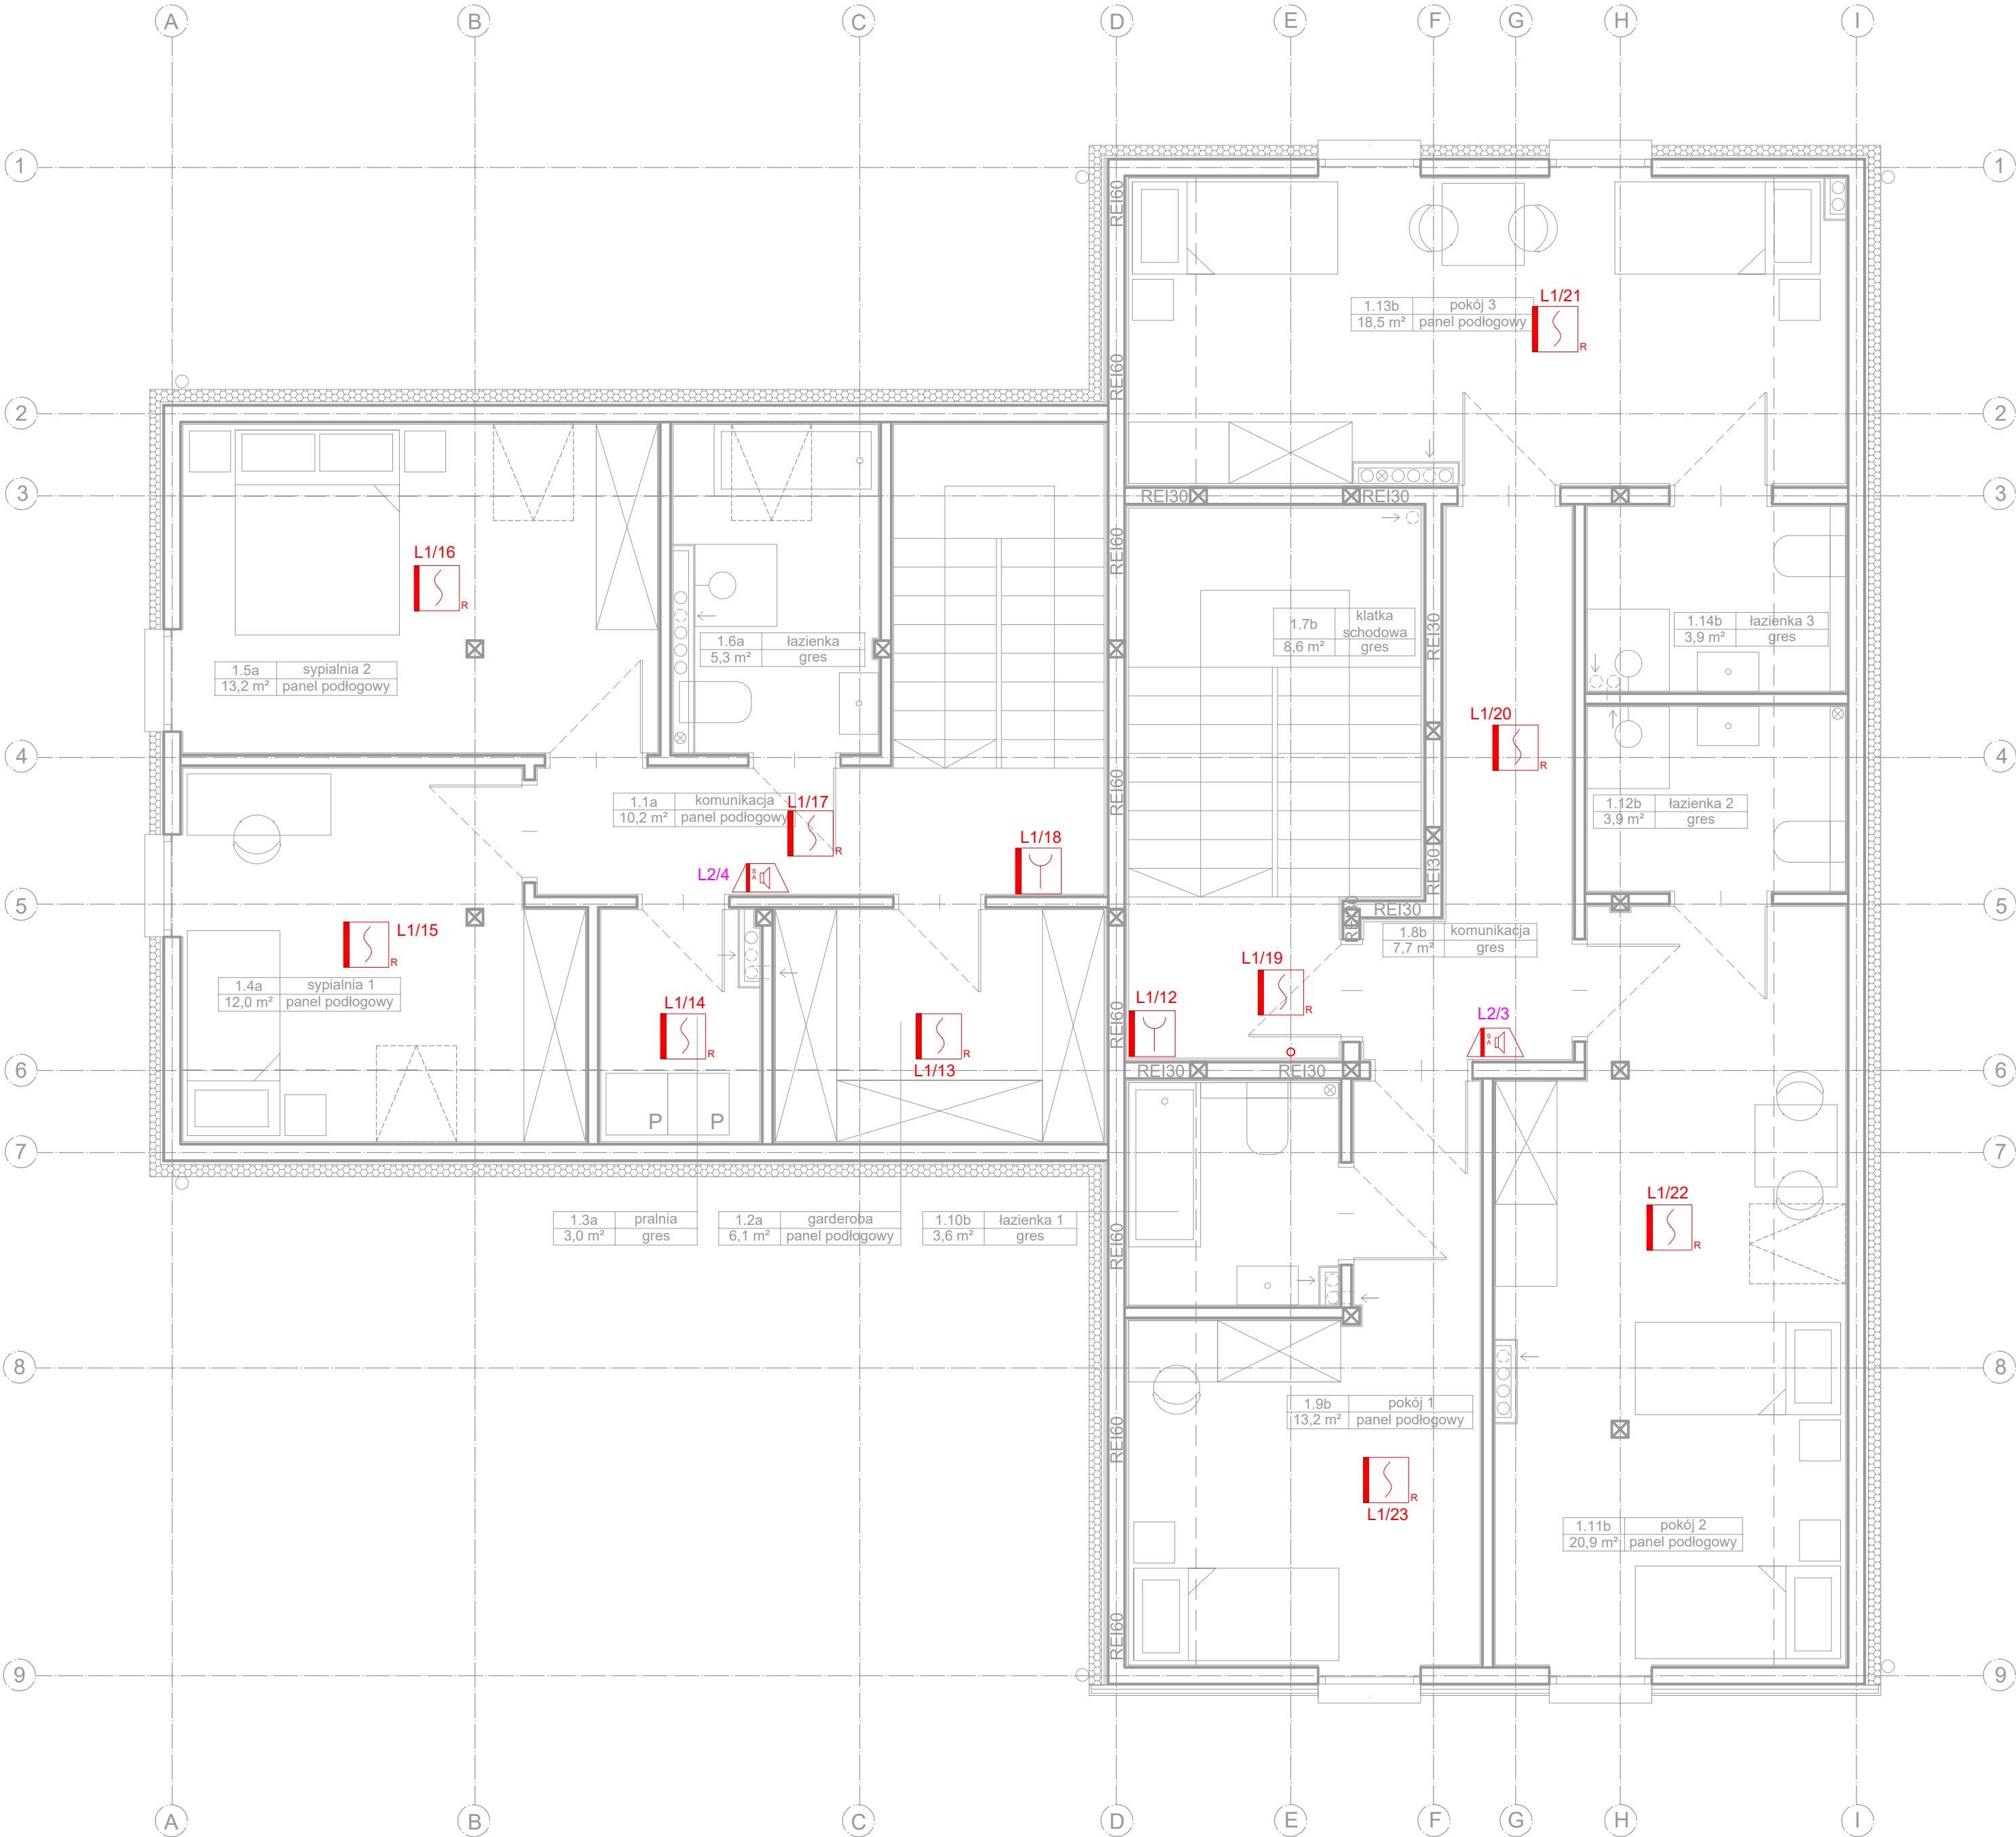 A B C D E F G H I
1 1
REI60
1.13b pokój 3
18,5 m² panel podłogowy
L1/21
R
REI60
2 2
3 3
REI30 REI30
REI60
L1/16
R
1.5a sypialnia 2
13,2 m² panel podłogowy
1.6a łazienka
5,3 m² gres
1.7b klatka
schodowa
8,6 m² gres
REI30
1.14b łazienka 3
3,9 m² gres
L1/20
R
4 4
REI60
1.1a komunikacja
10,2 m² panel podłogowy
L1/17
R
1.12b łazienka 2
3,9 m² gres
L1/18
L2/4
SA
REI30
5 5
REI30
REI30
L1/15
R
1.8b komunikacja
7,7 m² gres
1.4a sypialnia 1
12,0 m² panel podłogowy
L1/19
R
L1/14
R
L1/13
R
L1/12
REI60
L2/3
SA
6 6
REI30 REI30
P P
7 7
1.3a pralnia
3,0 m² gres
1.2a garderoba
6,1 m² panel podłogowy
1.10b łazienka 1
3,6 m² gres
REI60
L1/22
R
8 8
1.9b pokój 1
13,2 m² panel podłogowy
REI60
L1/23
R
1.11b pokój 2
20,9 m² panel podłogowy
REI60
9 9
A B C D E F G H I